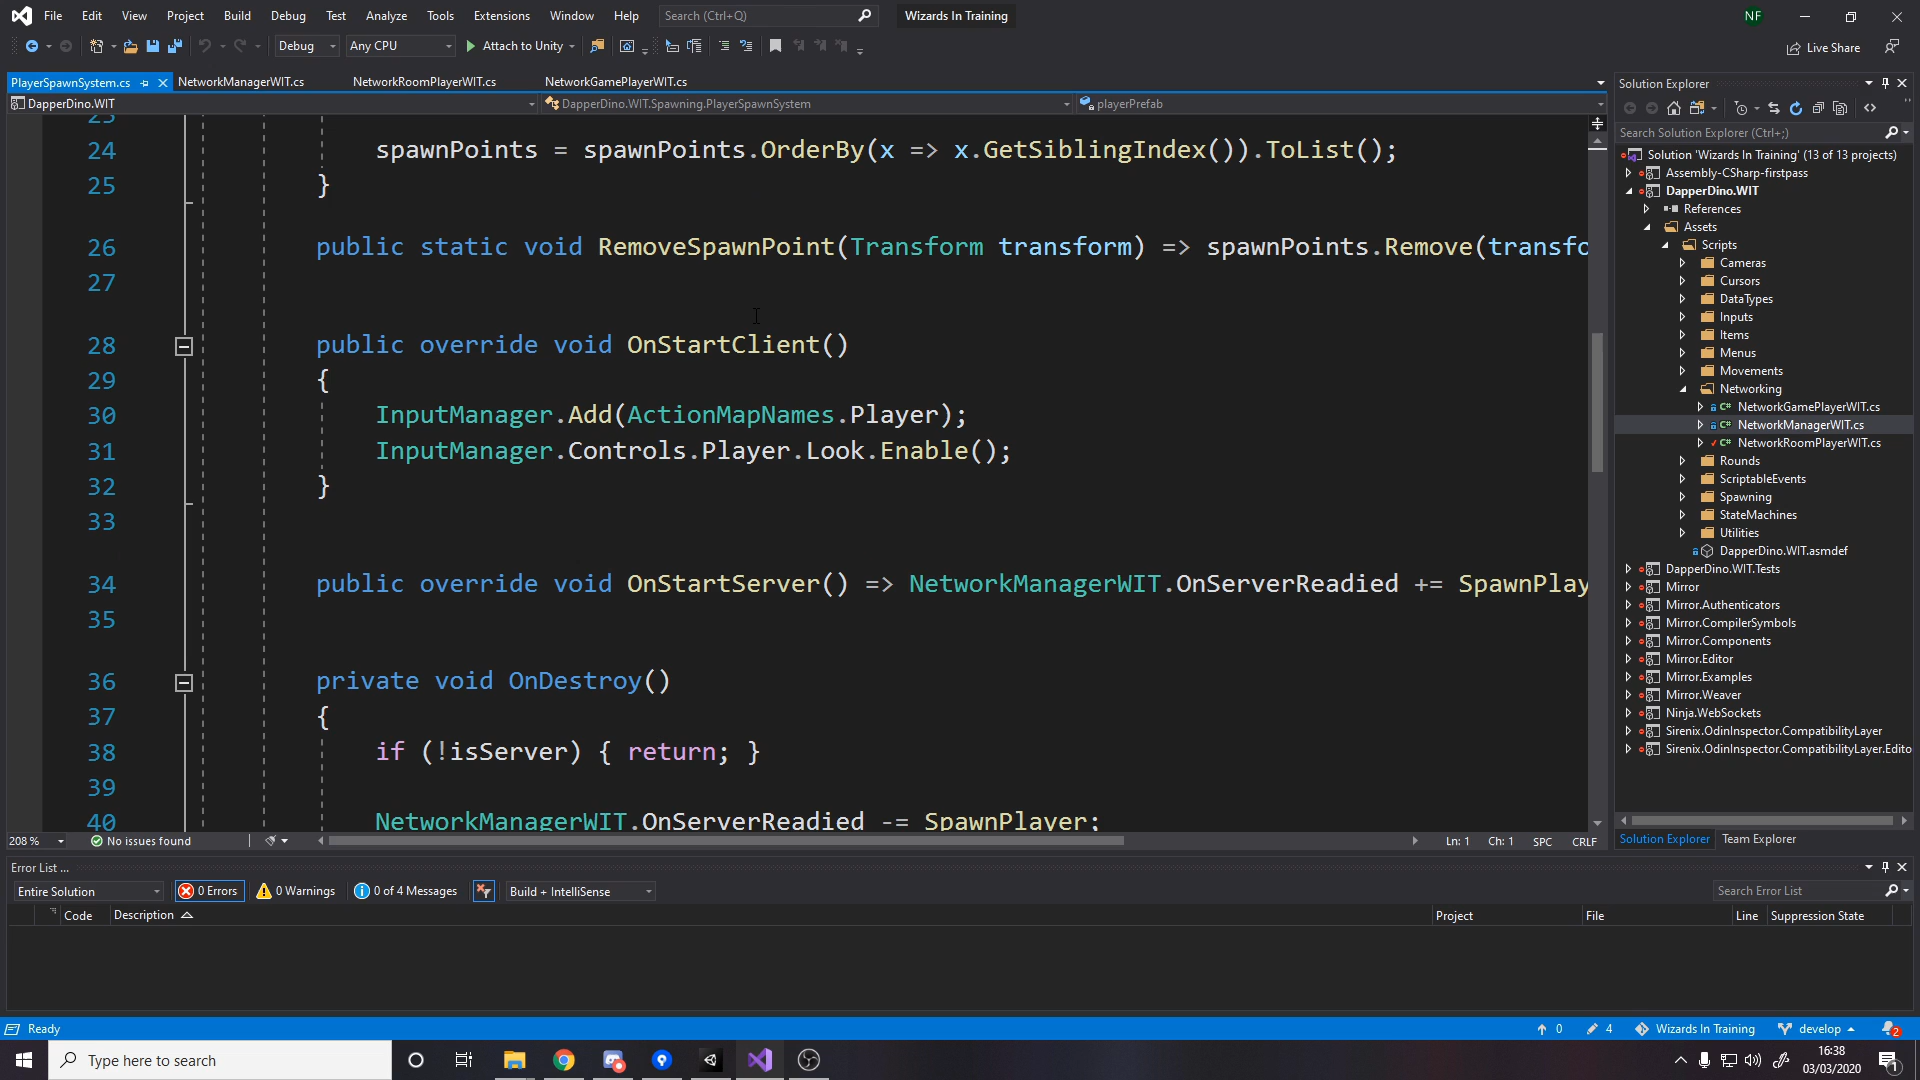 File Edit View Project Build Debug Test Analyze Tools Extensions Window Help Search (Ctrl+Q) Wizards In Training NF
Debug Any CPU Attach to Unity Live Share
PlayerSpawnSystem.cs NetworkManagerWIT.cs NetworkRoomPlayerWIT.cs NetworkGamePlayerWIT.cs
DapperDino.WIT DapperDino.WIT.Spawning.PlayerSpawnSystem playerPrefab
23
24 spawnPoints = spawnPoints.OrderBy(x => x.GetSiblingIndex()).ToList();
25 }
26 public static void RemoveSpawnPoint(Transform transform) => spawnPoints.Remove(transfo
27
28 public override void OnStartClient()
29 {
30 InputManager.Add(ActionMapNames.Player);
31 InputManager.Controls.Player.Look.Enable();
32 }
33
34 public override void OnStartServer() => NetworkManagerWIT.OnServerReadied += SpawnPlay
35
36 private void OnDestroy()
37 {
38 if (!isServer) { return; }
39
40 NetworkManagerWIT.OnServerReadied -= SpawnPlayer;
208 % No issues found Ln: 1 Ch: 1 SPC CRLF
Solution Explorer
Search Solution Explorer (Ctrl+;)
Solution 'Wizards In Training' (13 of 13 projects)
Assembly-CSharp-firstpass
DapperDino.WIT
References
Assets
Scripts
Cameras
Cursors
DataTypes
Inputs
Items
Menus
Movements
Networking
C# NetworkGamePlayerWIT.cs
C# NetworkManagerWIT.cs
C# NetworkRoomPlayerWIT.cs
Rounds
ScriptableEvents
Spawning
StateMachines
Utilities
DapperDino.WIT.asmdef
DapperDino.WIT.Tests
Mirror
Mirror.Authenticators
Mirror.CompilerSymbols
Mirror.Components
Mirror.Editor
Mirror.Examples
Mirror.Weaver
Ninja.WebSockets
Sirenix.OdinInspector.CompatibilityLayer
Sirenix.OdinInspector.CompatibilityLayer.Edito
Solution Explorer Team Explorer
Error List ...
Entire Solution 0 Errors 0 Warnings 0 of 4 Messages Build + IntelliSense Search Error List
Code Description Project File Line Suppression State
Ready 0 4 Wizards In Training develop 2
Type here to search 16:38
03/03/2020 1